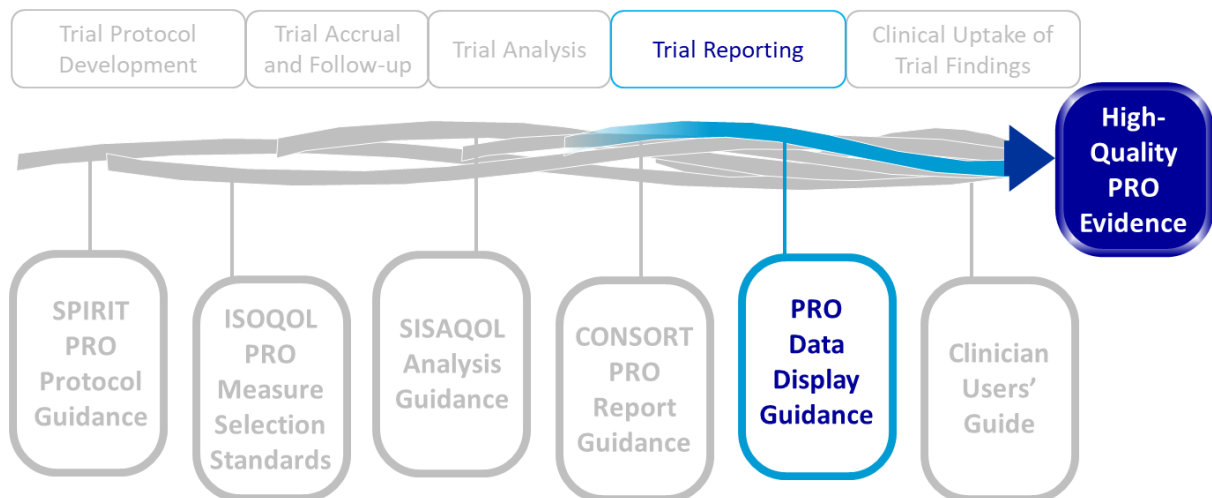 Trial Protocol
Development
Trial Accrual
and Follow-up
Trial Analysis
Trial Reporting
Clinical Uptake of
Trial Findings
High-
Quality
PRO
Evidence
SPIRIT
PRO
Protocol
Guidance
ISOQOL
PRO
Measure
Selection
Standards
SISAQOL
Analysis
Guidance
CONSORT
PRO
Report
Guidance
PRO
Data
Display
Guidance
Clinician
Users’
Guide